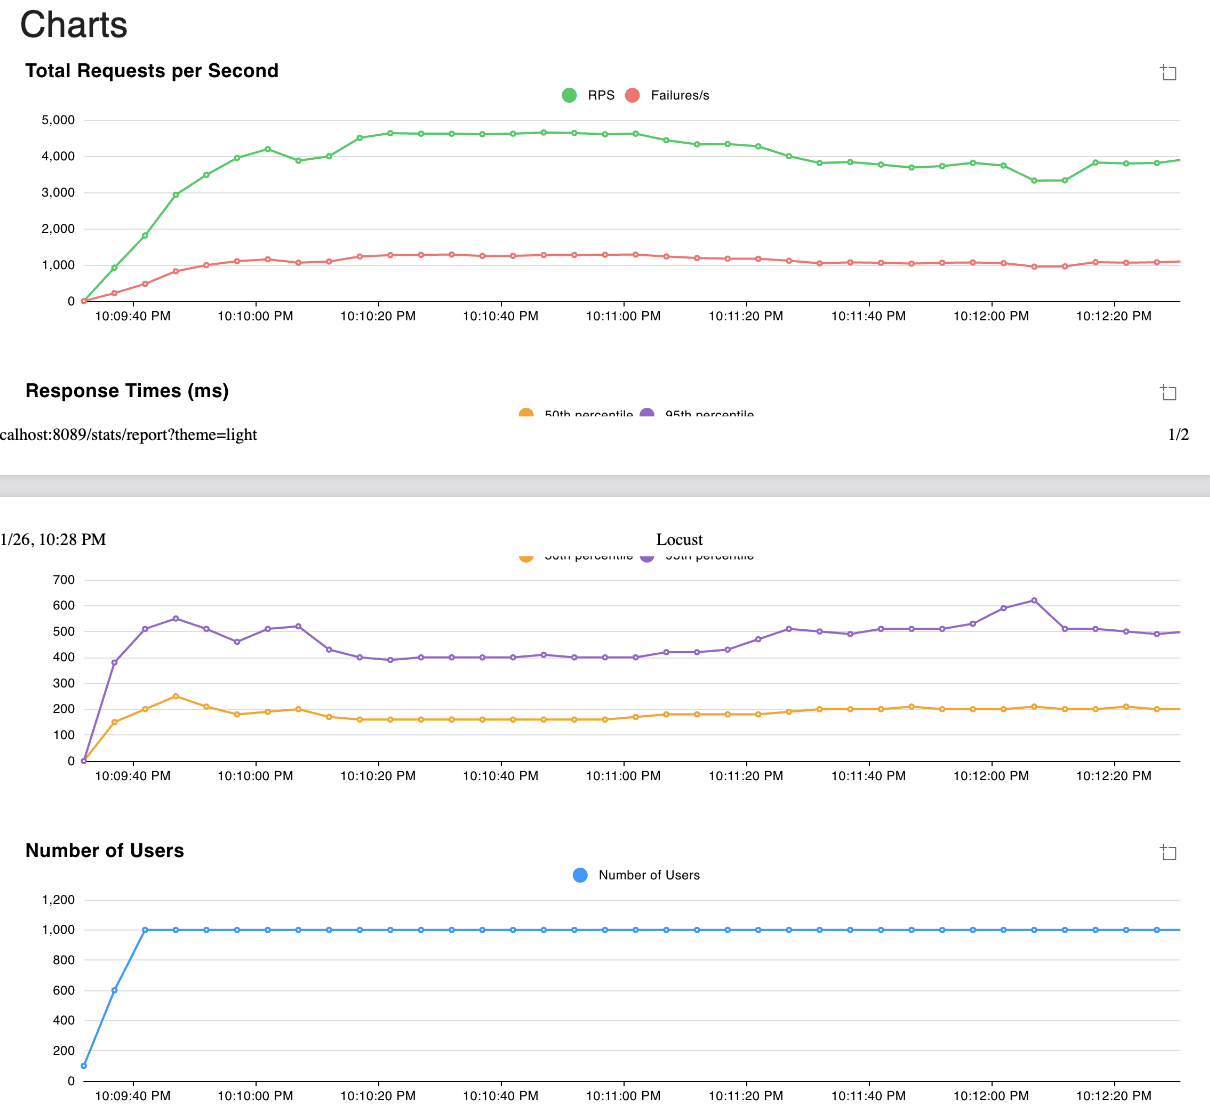 Charts
Total Requests per Second
RPS Failures/s
5,000
4,000
3,000
2,000
1,000
0
10:09:40 PM 10:10:00 PM 10:10:20 PM 10:10:40 PM 10:11:00 PM 10:11:20 PM 10:11:40 PM 10:12:00 PM 10:12:20 PM
Response Times (ms)
50th percentile 95th percentile
calhost:8089/stats/report?theme=light 1/2
1/26, 10:28 PM Locust
50th percentile 95th percentile
700
600
500
400
300
200
100
0
10:09:40 PM 10:10:00 PM 10:10:20 PM 10:10:40 PM 10:11:00 PM 10:11:20 PM 10:11:40 PM 10:12:00 PM 10:12:20 PM
Number of Users
Number of Users
1,200
1,000
800
600
400
200
0
10:09:40 PM 10:10:00 PM 10:10:20 PM 10:10:40 PM 10:11:00 PM 10:11:20 PM 10:11:40 PM 10:12:00 PM 10:12:20 PM